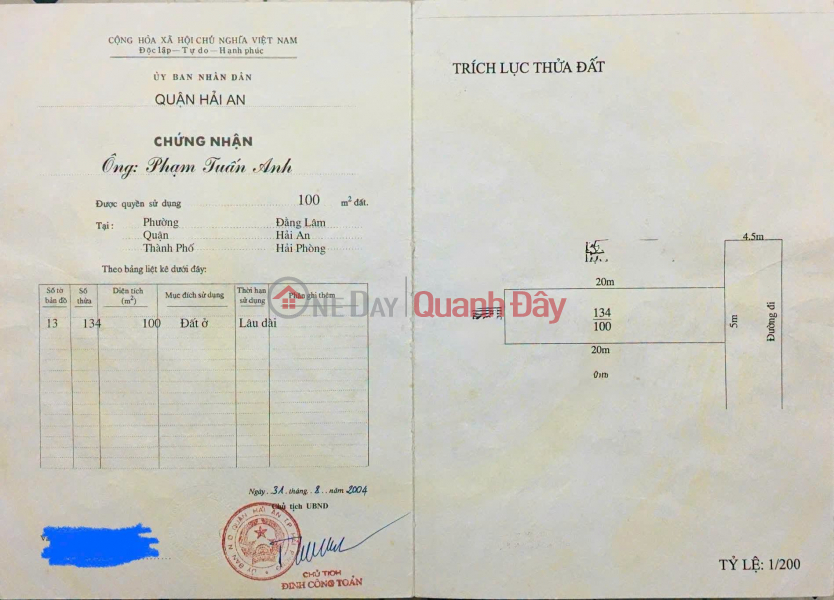 CỘNG HÒA XÃ HỘI CHỦ NGHĨA VIỆT NAM
Độc lập — Tự do — Hạnh phúc
ỦY BAN NHÂN DÂN
QUẬN HẢI AN
CHỨNG NHẬN
Ông: Phạm Tuấn Anh
Được quyền sử dụng 100 m² đất.
Tại : Phường Đằng Lâm
Quận Hải An
Thành Phố Hải Phòng
Theo bảng liệt kê dưới đây:
Số tờ bản đồ Số thửa Diện tích (m²) Mục đích sử dụng Thời hạn sử dụng Phần ghi thêm
13 134 100 Đất ở Lâu dài
Ngày 31 tháng 8 năm 2004
Chủ tịch UBND
CHỦ TỊCH
ĐINH CÔNG TOẢN
ONEDAY Quanh Đây
TRÍCH LỤC THỬA ĐẤT
4.5m
20m
134
100
5m
Đường đi
20m
TỶ LỆ: 1/200